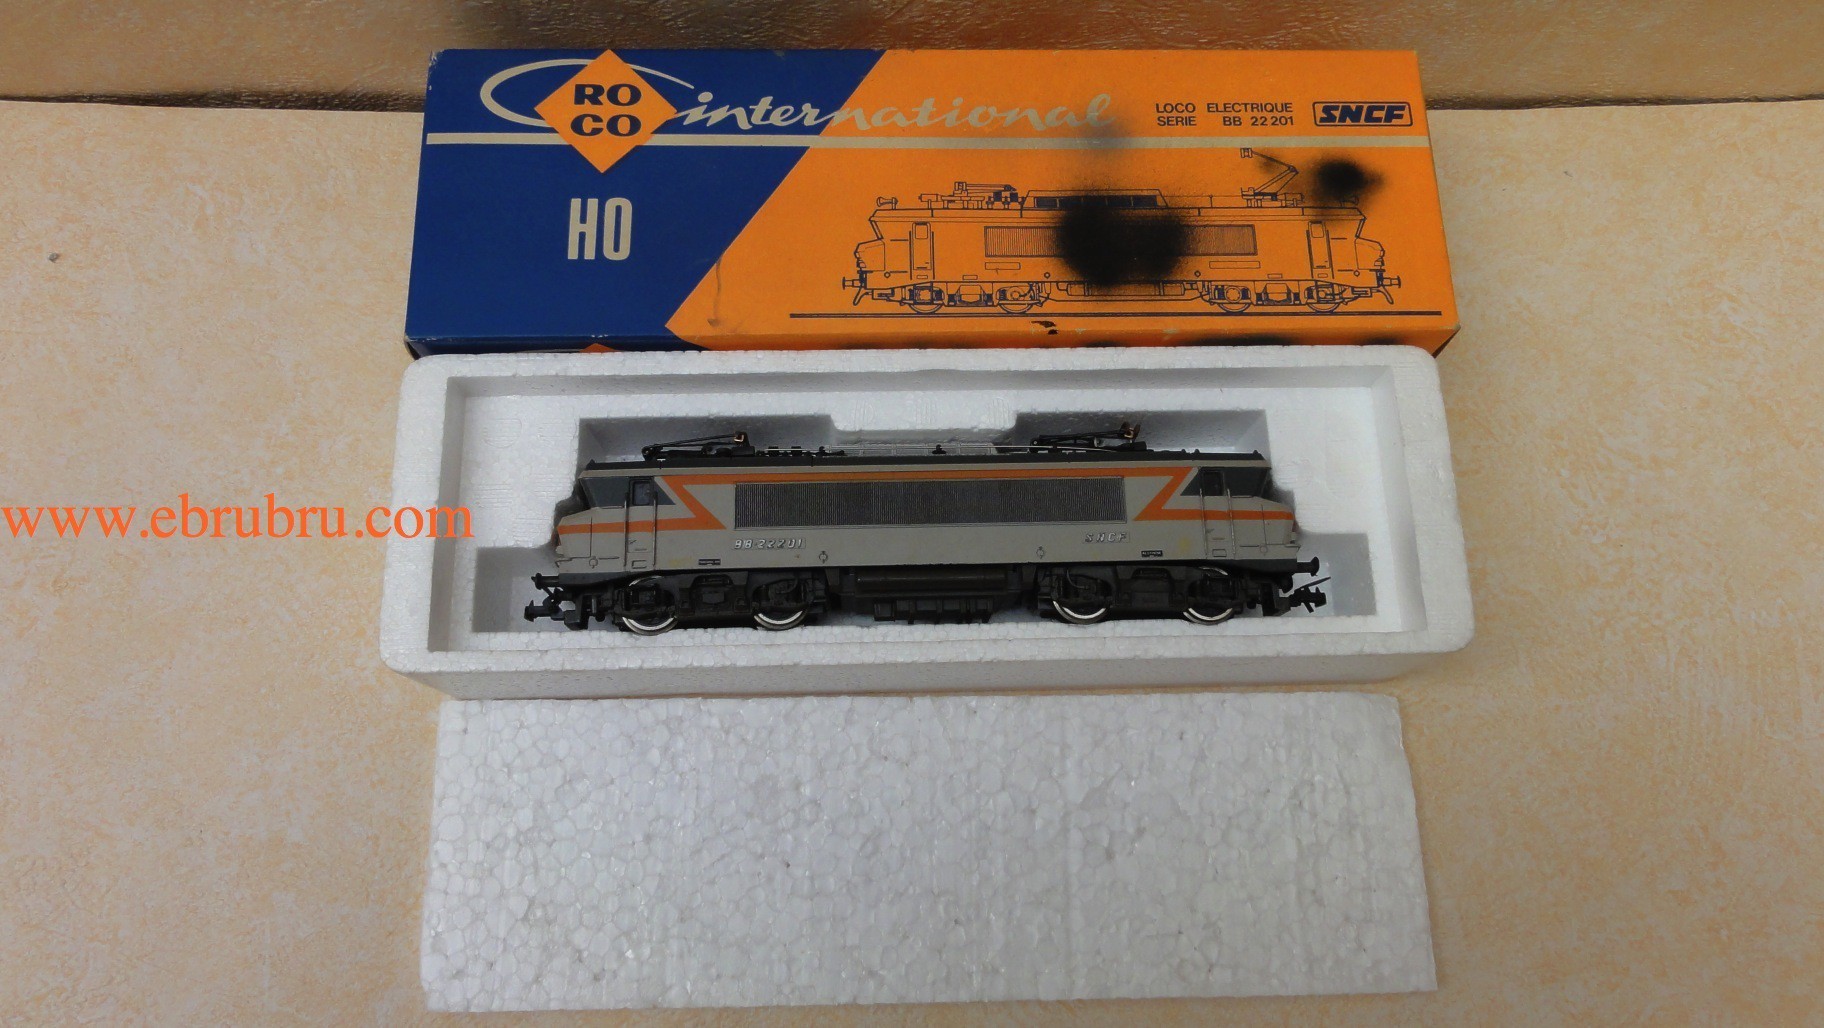 RO
CO
international
LOCO ELECTRIQUE
SERIE BB 22 201
SNCF
HO
www.ebrubru.com
BB-22201
SNCF